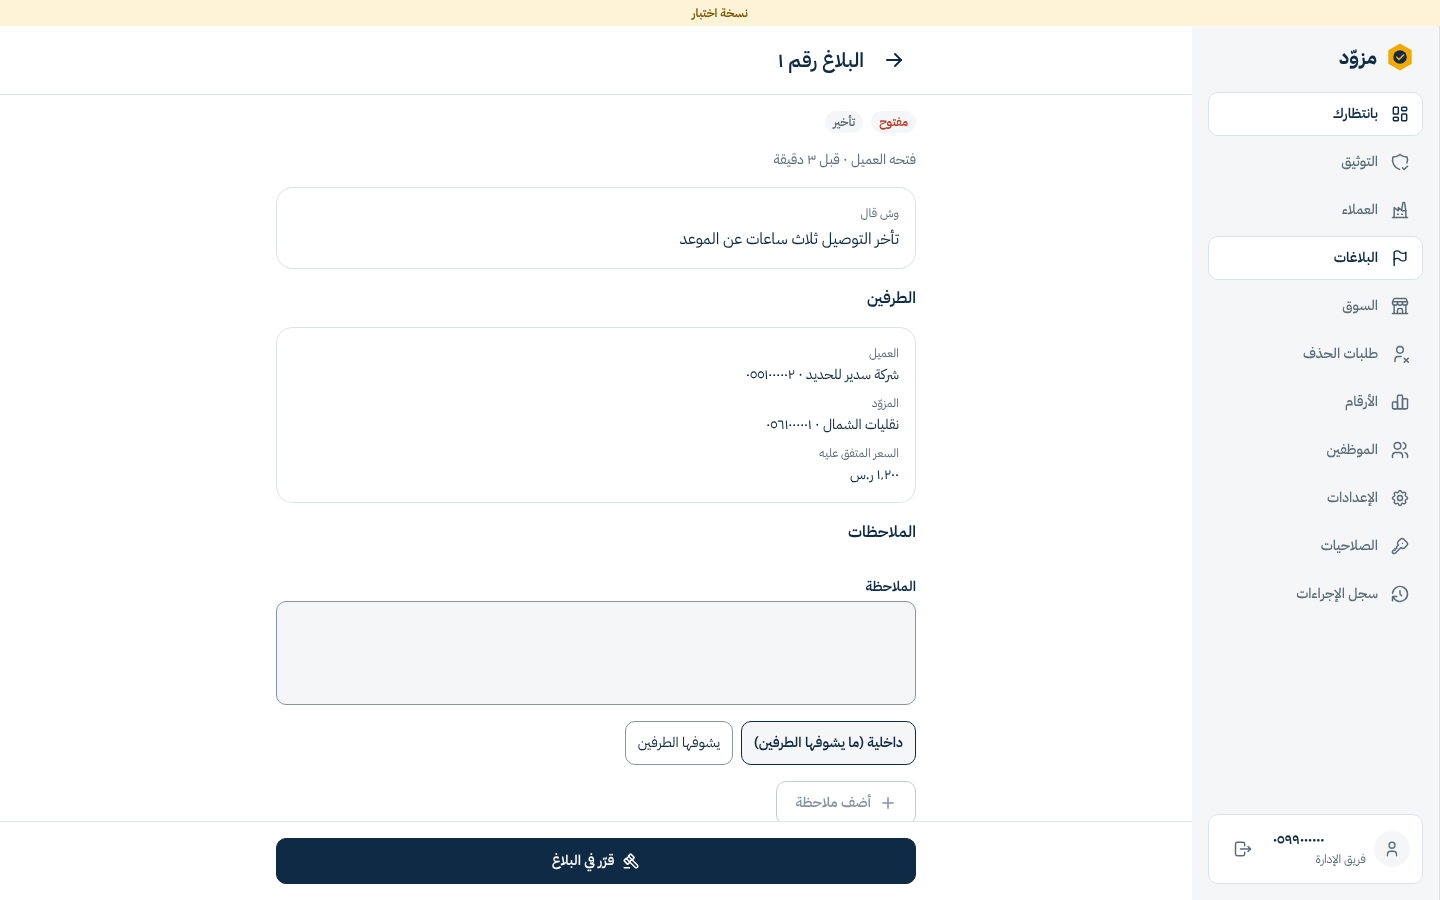 نسخة اختبار
مزوّد
بانتظارك
التوثيق
العملاء
البلاغات
السوق
طلبات الحذف
الأرقام
الموظفين
الإعدادات
الصلاحيات
سجل الإجراءات
٠٥٩٩٠٠٠٠٠٠
فريق الإدارة
البلاغ رقم ١
مفتوح
تأخير
فتحه العميل · قبل ٣ دقيقة
وش قال
تأخر التوصيل ثلاث ساعات عن الموعد
الطرفين
العميل
شركة سدير للحديد · ٠٥٥١٠٠٠٠٠٢
المزوّد
نقليات الشمال · ٠٥٦١٠٠٠٠٠١
السعر المتفق عليه
١٬٢٠٠ ر.س
الملاحظات
الملاحظة
داخلية (ما يشوفها الطرفين)
يشوفها الطرفين
أضف ملاحظة
قرّر في البلاغ